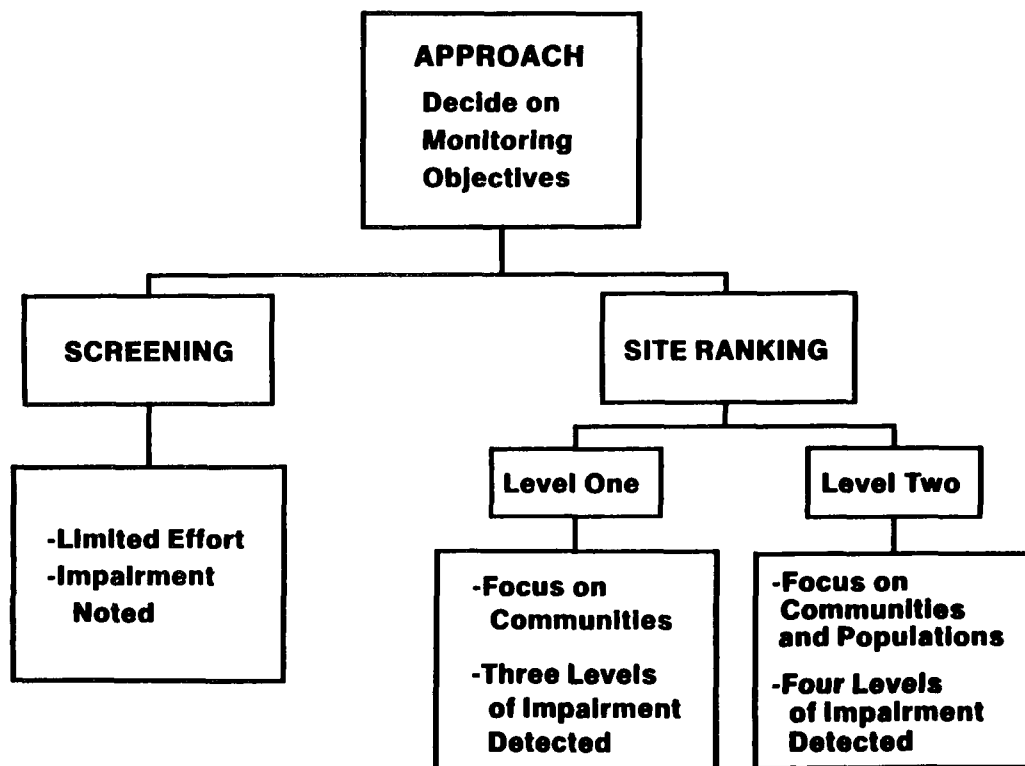 APPROACH
Decide on
Monitoring
Objectives
SCREENING
SITE RANKING
-Limited Effort
-Impairment
Noted
Level One
Level Two
-Focus on
Communities
-Three Levels
of Impairment
Detected
-Focus on
Communities
and Populations
-Four Levels
of Impairment
Detected